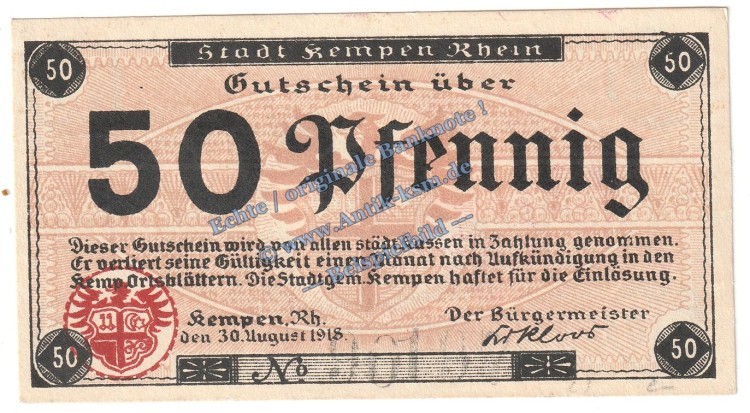 Stadt Kempen Rhein
50
50
Gutschein über
50 Pfennig
Echte / originale Banknote !
© www.Antik-ksm.de
— Beispielbild —
Dieser Gutschein wird von allen städt. Kassen in Zahlung genommen.
Er verliert seine Gültigkeit einen Monat nach Aufkündigung in den
Kemp. Ortsblättern. Die Stadtgem. Kempen haftet für die Einlösung.
Kempen, Rh.
den 30. August 1918.
Der Bürgermeister
50
50
No